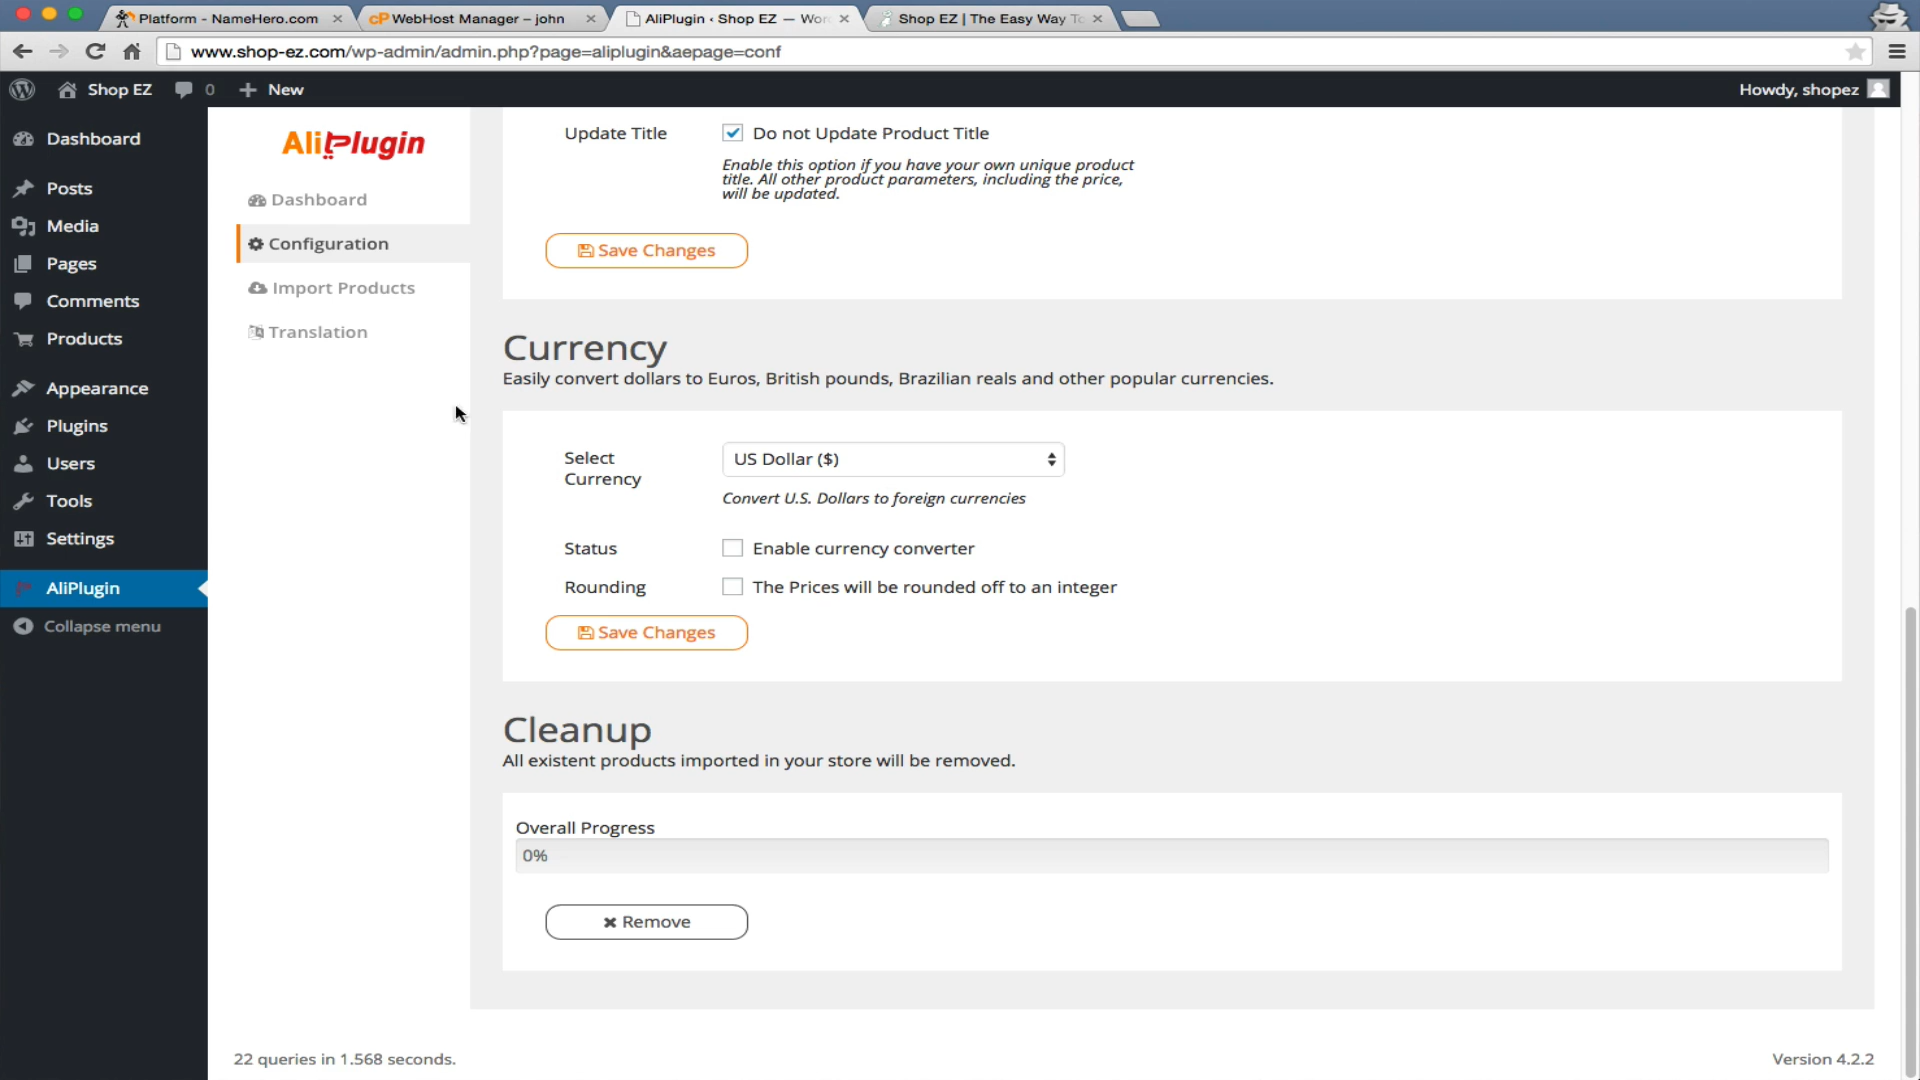 Platform - NameHero.com
cP WebHost Manager – john
AliPlugin ‹ Shop EZ — Wor
Shop EZ | The Easy Way To
www.shop-ez.com/wp-admin/admin.php?page=aliplugin&aepage=conf
Shop EZ
0
New
Howdy, shopez
Dashboard
Posts
Media
Pages
Comments
Products
Appearance
Plugins
Users
Tools
Settings
AliPlugin
Collapse menu
AliPlugin
Dashboard
Configuration
Import Products
Translation
Update Title
Do not Update Product Title
Enable this option if you have your own unique product
title. All other product parameters, including the price,
will be updated.
Save Changes
Currency
Easily convert dollars to Euros, British pounds, Brazilian reals and other popular currencies.
Select
Currency
US Dollar ($)
Convert U.S. Dollars to foreign currencies
Status
Enable currency converter
Rounding
The Prices will be rounded off to an integer
Save Changes
Cleanup
All existent products imported in your store will be removed.
Overall Progress
0%
Remove
22 queries in 1.568 seconds.
Version 4.2.2